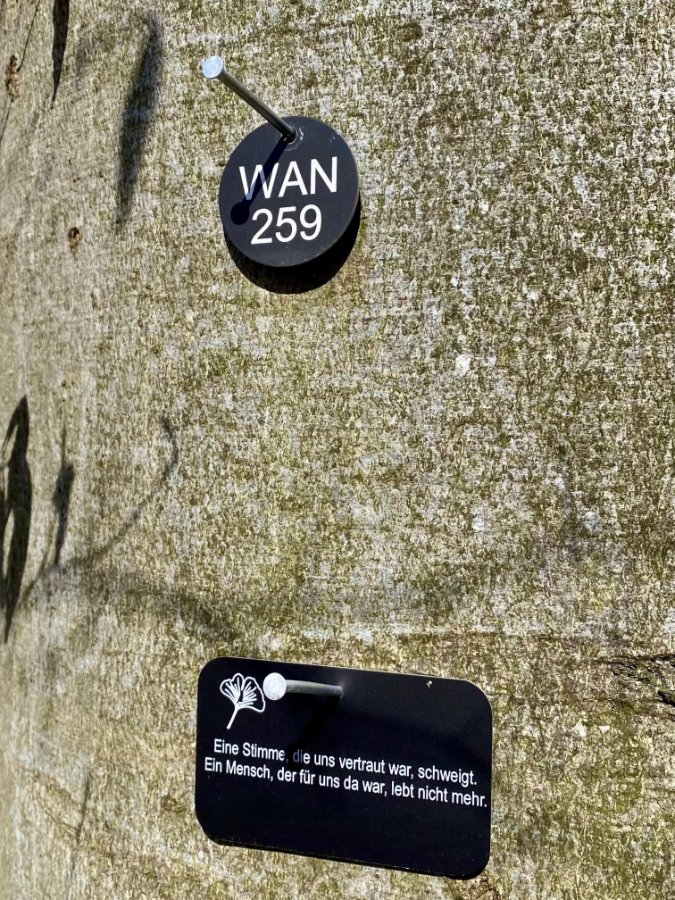 WAN
259
Eine Stimme, die uns vertraut war, schweigt.
Ein Mensch, der für uns da war, lebt nicht mehr.